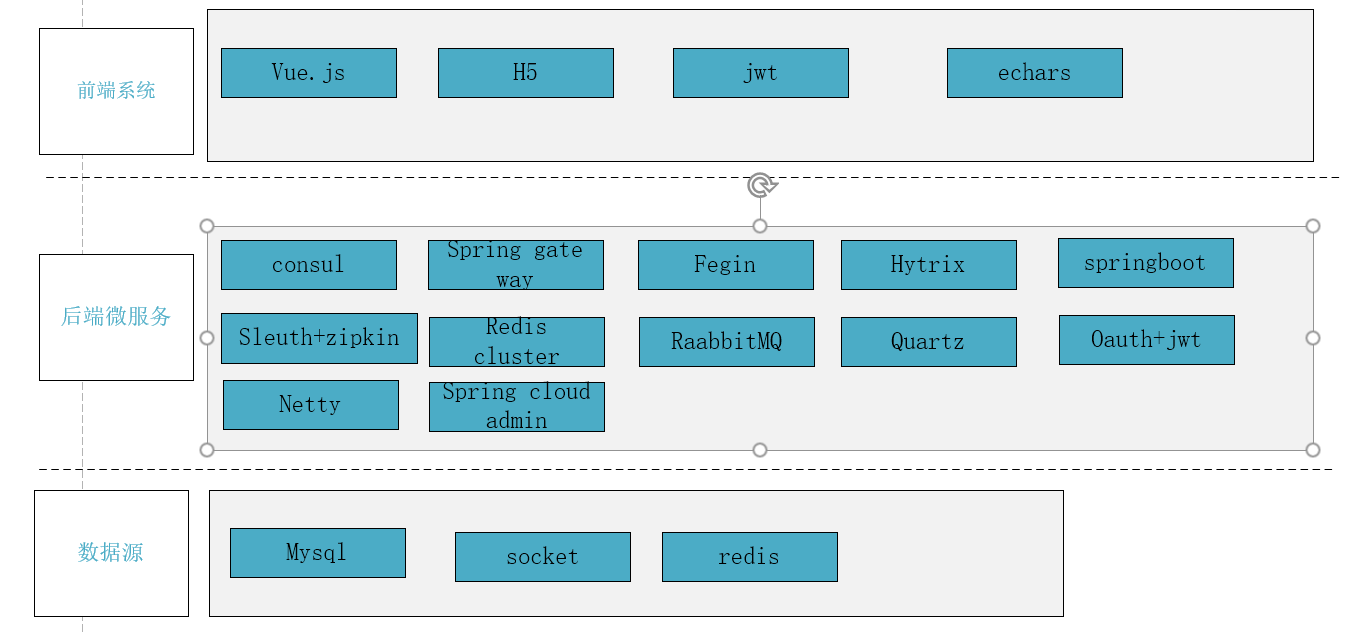 前端系统
Vue.js
H5
jwt
echars
后端微服务
consul
Spring gate
way
Fegin
Hytrix
springboot
Sleuth+zipkin
Redis
cluster
RaabbitMQ
Quartz
Oauth+jwt
Netty
Spring cloud
admin
数据源
Mysql
socket
redis